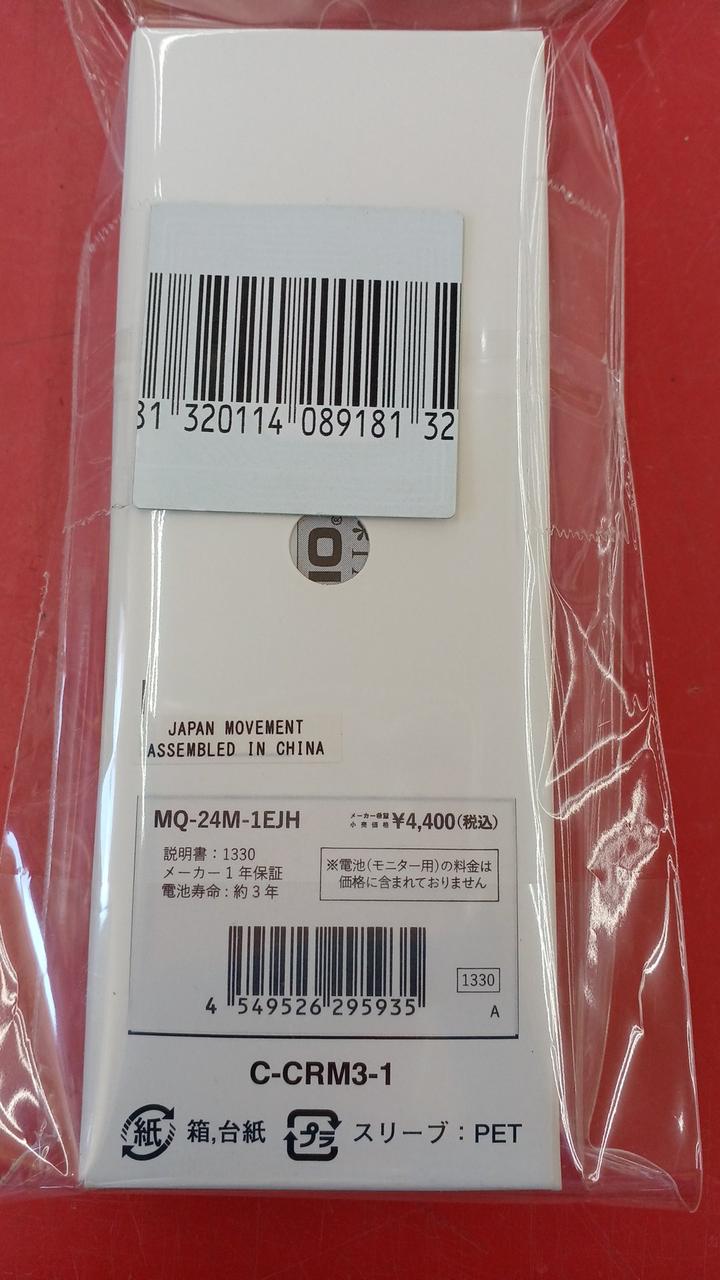 31 320114 089181 32
IO®
JAPAN MOVEMENT
ASSEMBLED IN CHINA
MQ-24M-1EJH メーカー希望小売価格 ¥4,400(税込)
説明書:1330
メーカー1年保証
電池寿命:約3年
※電池(モニター用)の料金は
価格に含まれておりません
4 549526 295935
1330
A
C-CRM3-1
紙 箱,台紙 プラ スリーブ:PET